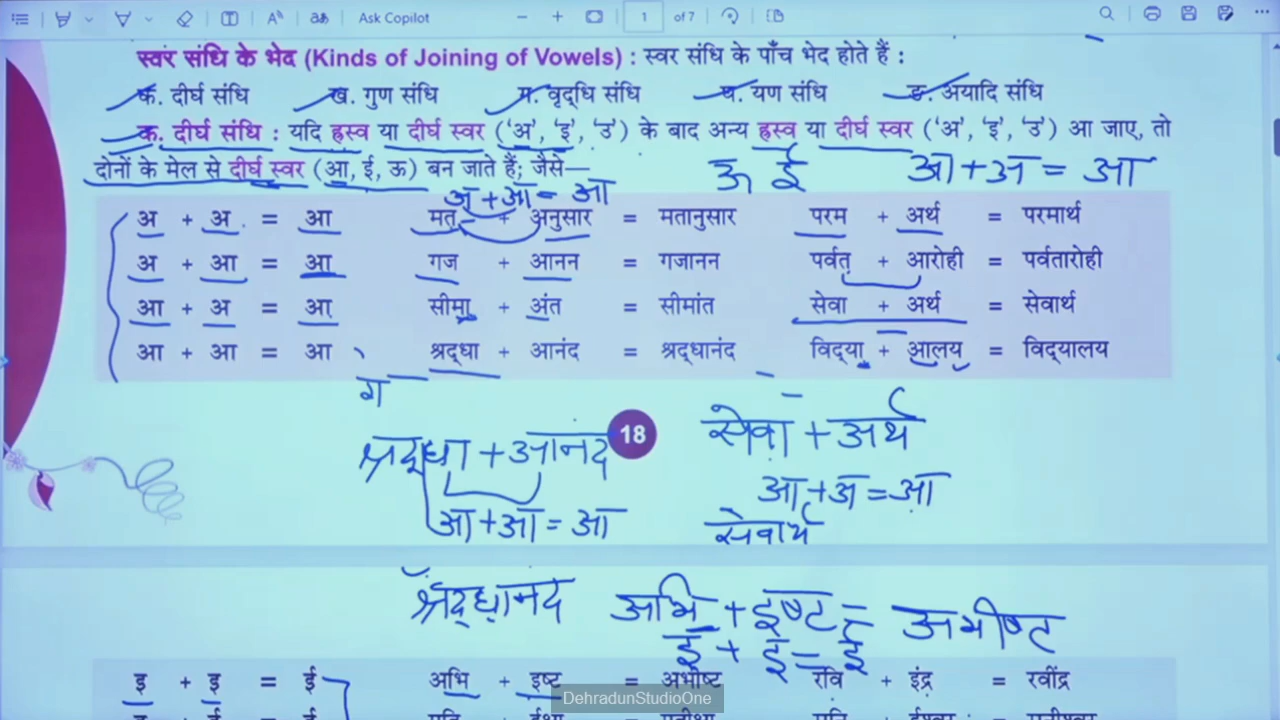 Ask Copilot 1 of 7
स्वर संधि के भेद (Kinds of Joining of Vowels) : स्वर संधि के पाँच भेद होते हैं :
क. दीर्घ संधि ख. गुण संधि ग. वृद्धि संधि घ. यण संधि ङ. अयादि संधि
क. दीर्घ संधि : यदि ह्रस्व या दीर्घ स्वर ('अ', 'इ', 'उ') के बाद अन्य ह्रस्व या दीर्घ स्वर ('अ', 'इ', 'उ') आ जाए, तो
दोनों के मेल से दीर्घ स्वर (आ, ई, ऊ) बन जाते हैं; जैसे—
ऊ ई आ+अ = आ
अ+आ = आ
अ + अ = आ मत + अनुसार = मतानुसार परम + अर्थ = परमार्थ
अ + आ = आ गज + आनन = गजानन पर्वत + आरोही = पर्वतारोही
आ + अ = आ सीमा + अंत = सीमांत सेवा + अर्थ = सेवार्थ
आ + आ = आ श्रद्धा + आनंद = श्रद्धानंद विद्या + आलय = विद्यालय
ग
श्रद्धा + आनंद 18 सेवा + अर्थ
आ+आ = आ आ+अ = आ
सेवार्थ
श्रद्धानंद अभि + इष्ट = अभीष्ट
इ + इ = ई
इ + इ = ई अभि + इष्ट = अभीष्ट रवि + इंद्र = रवींद्र
DehradunStudioOne